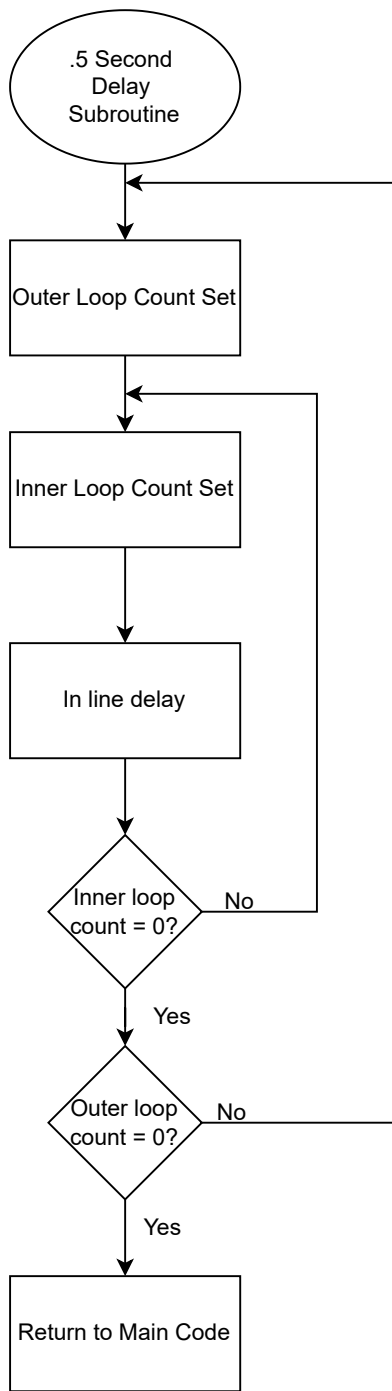 .5 Second
Delay
Subroutine
Outer Loop Count Set
Inner Loop Count Set
In line delay
Inner loop
count = 0?
No
Yes
Outer loop
count = 0?
No
Yes
Return to Main Code